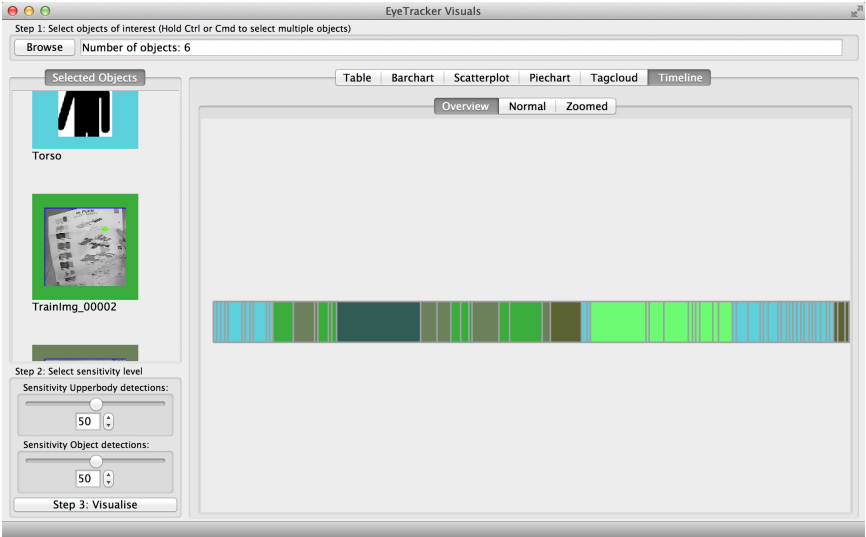 EyeTracker Visuals
Step 1: Select objects of interest (Hold Ctrl or Cmd to select multiple objects)
Browse Number of objects: 6
Selected Objects
Torso
TrainImg_00002
Step 2: Select sensitivity level
Sensitivity Upperbody detections:
50
Sensitivity Object detections:
50
Step 3: Visualise
Table Barchart Scatterplot Piechart Tagcloud Timeline
Overview Normal Zoomed